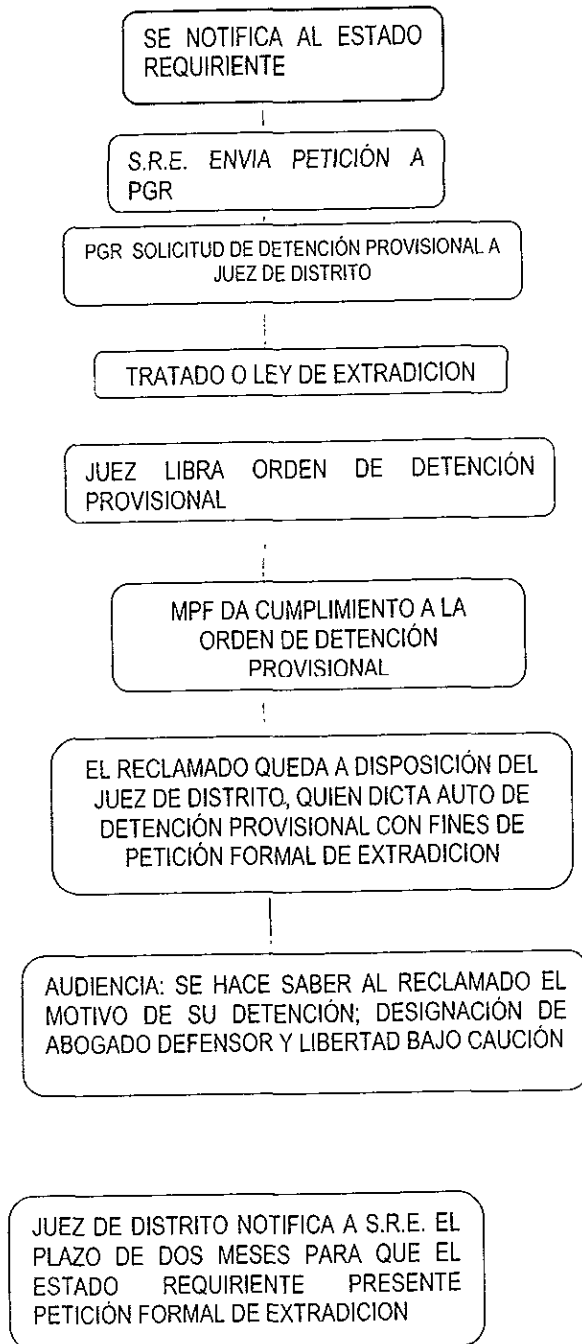 SE NOTIFICA AL ESTADO
REQUIRIENTE
S.R.E. ENVIA PETICIÓN A
PGR
PGR SOLICITUD DE DETENCIÓN PROVISIONAL A
JUEZ DE DISTRITO
TRATADO O LEY DE EXTRADICION
JUEZ LIBRA ORDEN DE DETENCIÓN
PROVISIONAL
MPF DA CUMPLIMIENTO A LA
ORDEN DE DETENCIÓN
PROVISIONAL
EL RECLAMADO QUEDA A DISPOSICIÓN DEL
JUEZ DE DISTRITO, QUIEN DICTA AUTO DE
DETENCIÓN PROVISIONAL CON FINES DE
PETICIÓN FORMAL DE EXTRADICION
AUDIENCIA: SE HACE SABER AL RECLAMADO EL
MOTIVO DE SU DETENCIÓN; DESIGNACIÓN DE
ABOGADO DEFENSOR Y LIBERTAD BAJO CAUCIÓN
JUEZ DE DISTRITO NOTIFICA A S.R.E. EL
PLAZO DE DOS MESES PARA QUE EL
ESTADO REQUIRIENTE PRESENTE
PETICIÓN FORMAL DE EXTRADICION